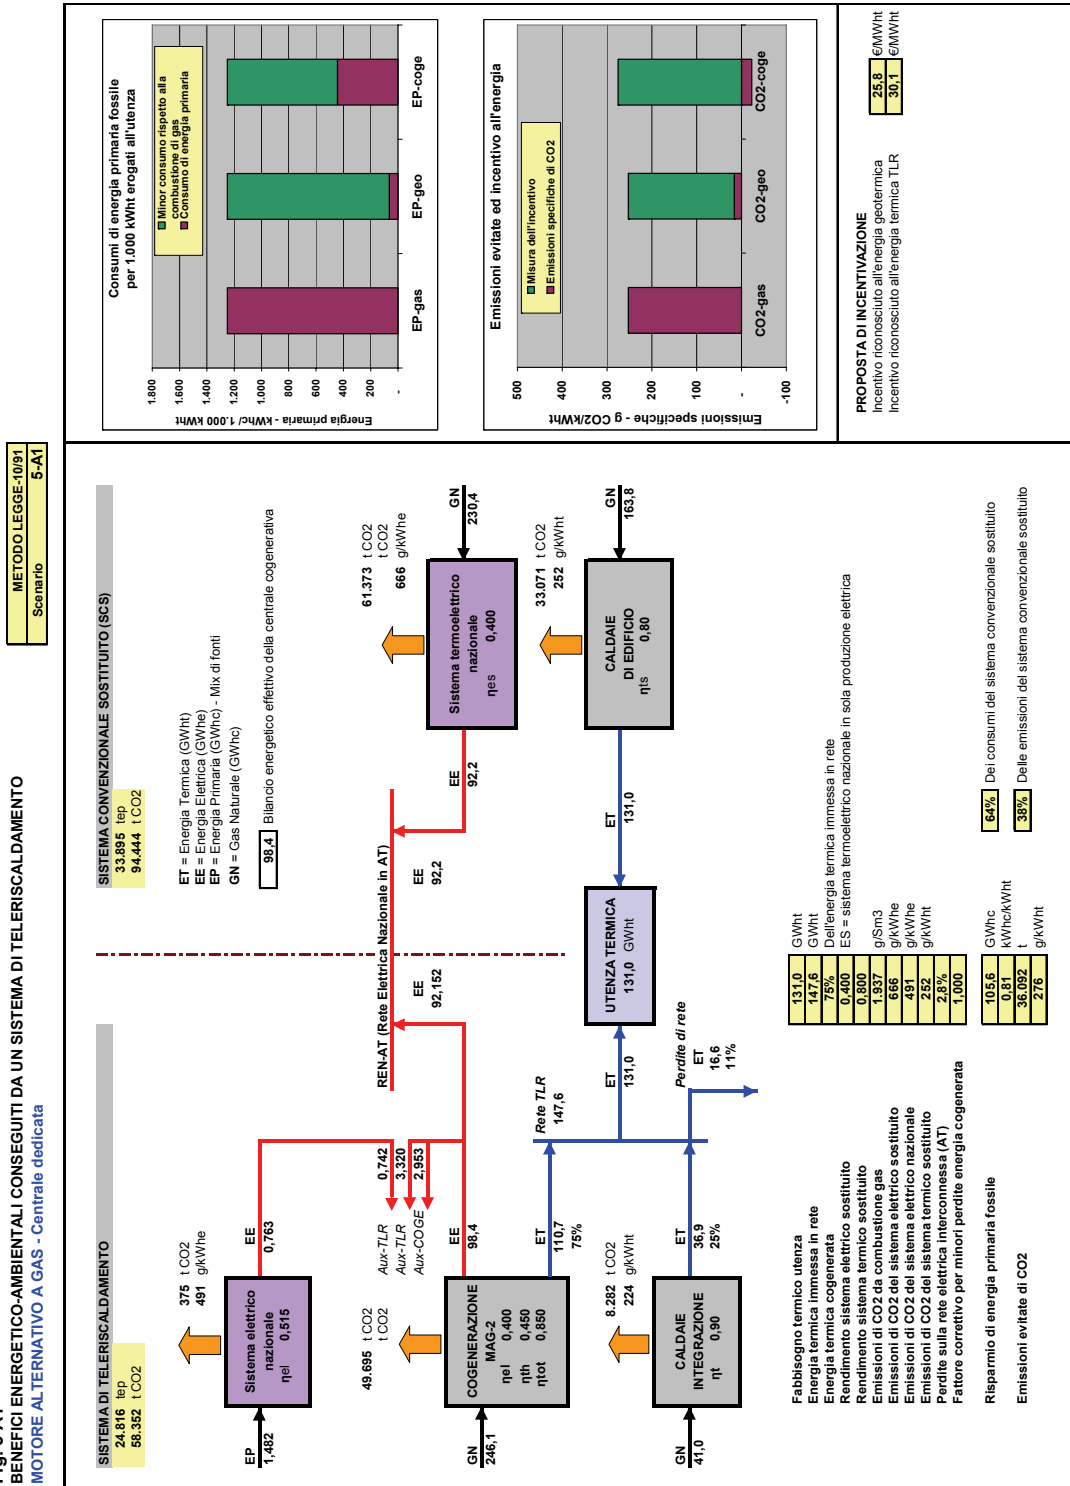 BENEFICI ENERGETICO-AMBIENTALI CONSEGUITI DA UN SISTEMA DI TELERISCALDAMENTO
MOTORE ALTERNATIVO A GAS - Centrale dedicata
METODO LEGGE-10/91
Scenario 5-A1
SISTEMA DI TELERISCALDAMENTO
24.816 tep
58.352 t CO2
SISTEMA CONVENZIONALE SOSTITUITO (SCS)
33.895 tep
94.444 t CO2
ET = Energia Termica (GWht)
EE = Energia Elettrica (GWhe)
EP = Energia Primaria (GWhc) - Mix di fonti
GN = Gas Naturale (GWhc)
98,4 Bilancio energetico effettivo della centrale cogenerativa
375 t CO2
491 g/kWhe
EP
1,482
Sistema elettrico
nazionale
ηel 0,515
EE
0,763
Aux-TLR 0,742
Aux-TLR 3,320
Aux-COGE 2,953
REN-AT (Rete Elettrica Nazionale in AT)
EE
92,152
EE
92,2
EE
92,2
61.373 t CO2
t CO2
666 g/kWhe
Sistema termoelettrico
nazionale
ηes 0,400
GN
230,4
49.695 t CO2
t CO2
GN
246,1
COGENERAZIONE
MAG-2
ηel 0,400
ηth 0,450
ηtot 0,850
EE
98,4
ET
110,7
75%
Rete TLR
147,6
ET
131,0
UTENZA TERMICA
131,0 GWht
ET
131,0
33.071 t CO2
252 g/kWht
CALDAIE
DI EDIFICIO
ηts 0,80
GN
163,8
8.282 t CO2
224 g/kWht
GN
41,0
CALDAIE
INTEGRAZIONE
ηt 0,90
ET
36,9
25%
Perdite di rete
ET
16,6
11%
Fabbisogno termico utenza 131,0 GWht
Energia termica immessa in rete 147,6 GWht
Energia termica cogenerata 75% Dell'energia termica immessa in rete
Rendimento sistema elettrico sostituito 0,400 ES = sistema termoelettrico nazionale in sola produzione elettrica
Rendimento sistema termico sostituito 0,800
Emissioni di CO2 da combustione gas 1.937 g/Sm3
Emissioni di CO2 del sistema elettrico sostituito 666 g/kWhe
Emissioni di CO2 del sistema elettrico nazionale 491 g/kWhe
Emissioni di CO2 del sistema termico sostituito 252 g/kWht
Perdite sulla rete elettrica interconnessa (AT) 2,8%
Fattore correttivo per minori perdite energia cogenerata 1,000
Risparmio di energia primaria fossile 105,6 GWhc 64% Dei consumi del sistema convenzionale sostituito
0,81 kWhc/kWht
Emissioni evitate di CO2 36.092 t 38% Delle emissioni del sistema convenzionale sostituito
276 g/kWht
Consumi di energia primaria fossile
per 1.000 kWht erogati all'utenza
Minor consumo rispetto alla
combustione di gas
Consumo di energia primaria
Energia primaria - kWhc/ 1.000 kWht
1.800
1.600
1.400
1.200
1.000
800
600
400
200
-
EP-gas
EP-geo
EP-coge
Emissioni evitate ed incentivo all'energia
Misura dell'incentivo
Emissioni specifiche di CO2
Emissioni specifiche - g CO2/kWht
500
400
300
200
100
-
-100
CO2-gas
CO2-geo
CO2-coge
PROPOSTA DI INCENTIVAZIONE
Incentivo riconosciuto all'energia geotermica 25,8 €/MWht
Incentivo riconosciuto all'energia termica TLR 30,1 €/MWht